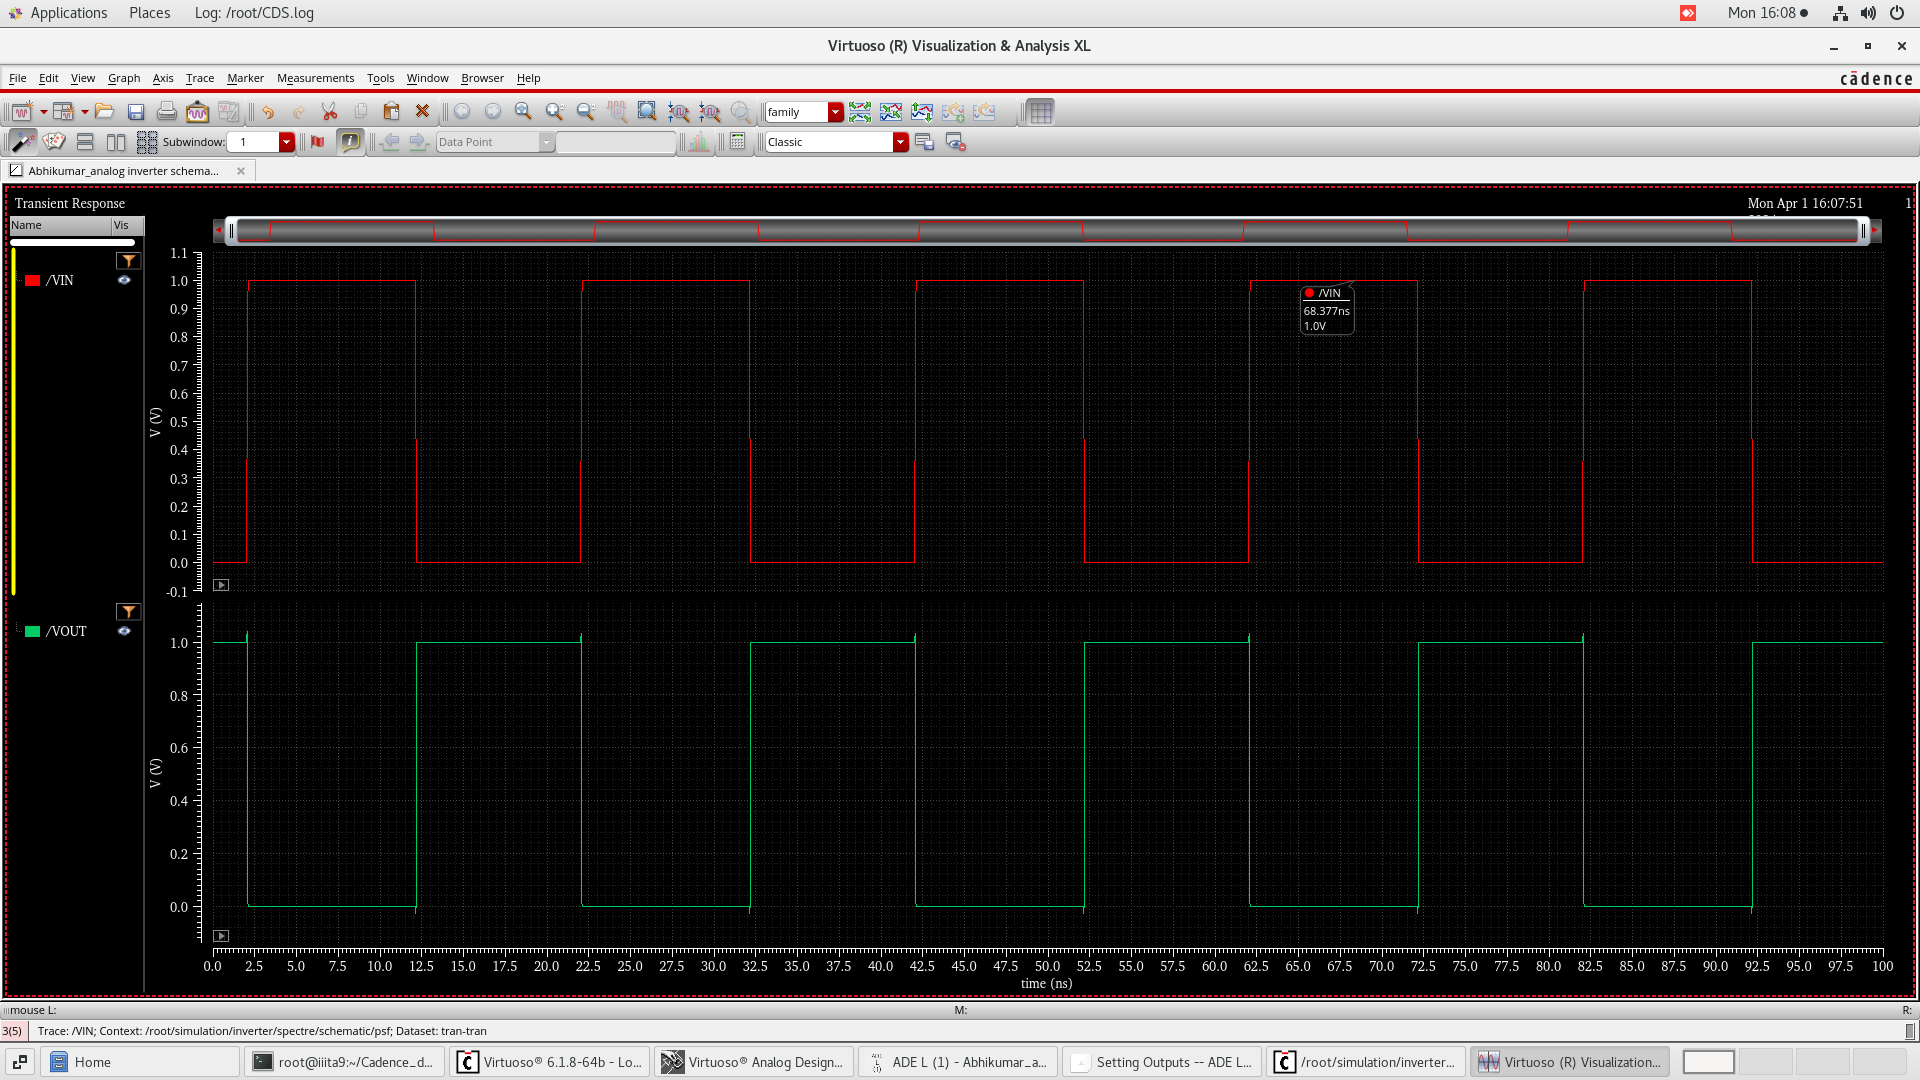 Applications Places Log: /root/CDS.log Mon 16:08
Virtuoso (R) Visualization & Analysis XL
File Edit View Graph Axis Trace Marker Measurements Tools Window Browser Help cādence
family
Subwindow: 1 Data Point Classic
Abhikumar_analog inverter schema...
Transient Response Mon Apr 1 16:07:51 1
Name Vis
/VIN
1.1
1.0
0.9
0.8
0.7
0.6
0.5
0.4
0.3
0.2
0.1
0.0
-0.1
V (V)
/VIN
68.377ns
1.0V
/VOUT
1.0
0.8
0.6
0.4
0.2
0.0
V (V)
0.0 2.5 5.0 7.5 10.0 12.5 15.0 17.5 20.0 22.5 25.0 27.5 30.0 32.5 35.0 37.5 40.0 42.5 45.0 47.5 50.0 52.5 55.0 57.5 60.0 62.5 65.0 67.5 70.0 72.5 75.0 77.5 80.0 82.5 85.0 87.5 90.0 92.5 95.0 97.5 100
time (ns)
mouse L: M: R:
3(5) Trace: /VIN; Context: /root/simulation/inverter/spectre/schematic/psf; Dataset: tran-tran
Home root@iiita9:~/Cadence_d... Virtuoso® 6.1.8-64b - Lo... Virtuoso® Analog Design... ADE L (1) - Abhikumar_a... Setting Outputs -- ADE L... /root/simulation/inverter... Virtuoso (R) Visualization...